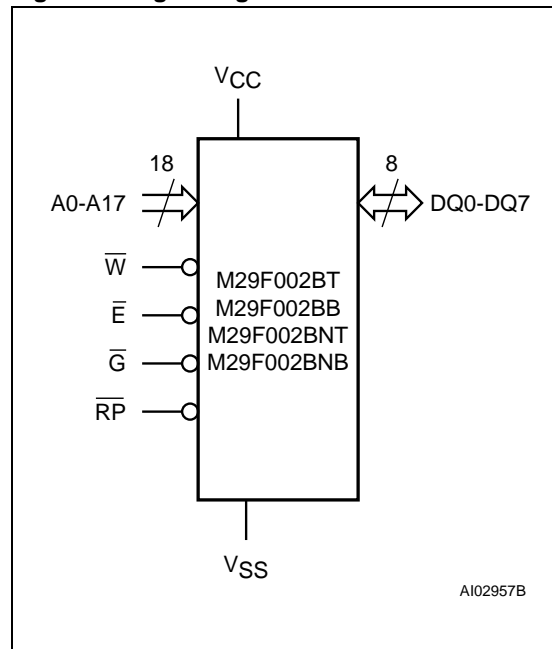 VCC
18
8
A0-A17
DQ0-DQ7
W
E
G
RP
M29F002BT
M29F002BB
M29F002BNT
M29F002BNB
VSS
AI02957B